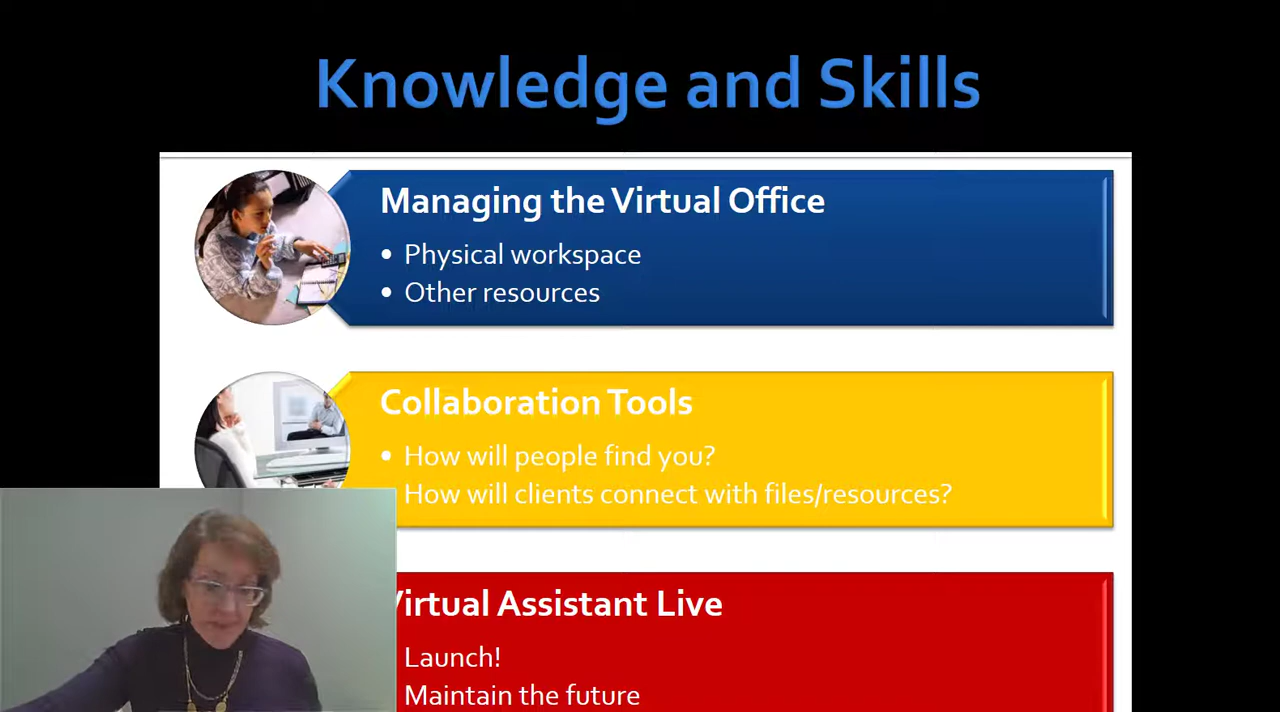 Knowledge and Skills
Managing the Virtual Office
• Physical workspace
• Other resources
Collaboration Tools
• How will people find you?
How will clients connect with files/resources?
Virtual Assistant Live
Launch!
Maintain the future